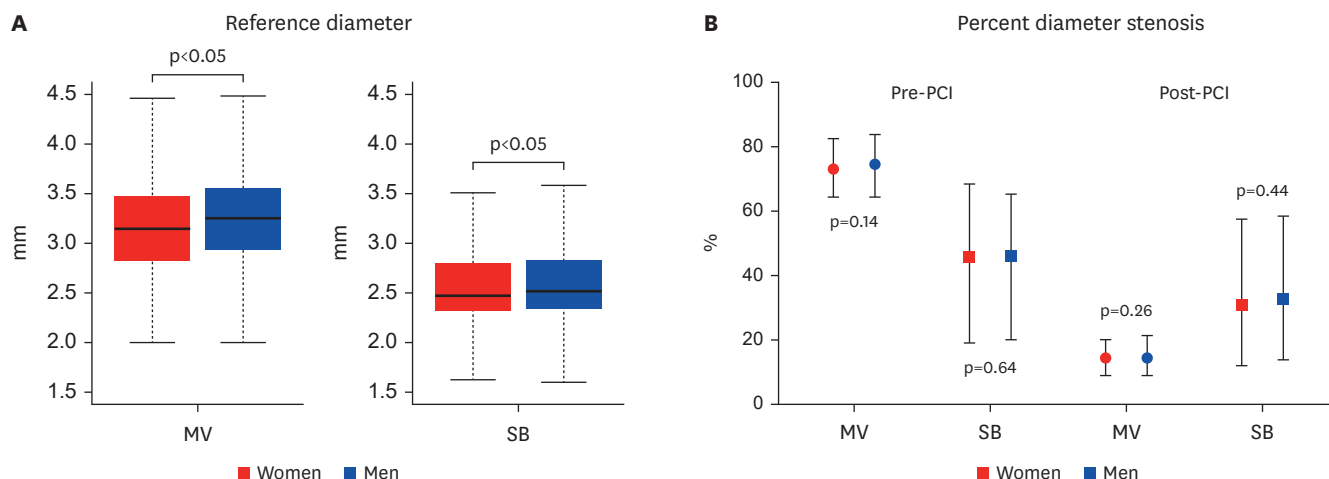 A Reference diameter
p<0.05
4.5
4.0
3.5
3.0
2.5
2.0
1.5
mm
MV
p<0.05
4.5
4.0
3.5
3.0
2.5
2.0
1.5
mm
SB
Women Men
B Percent diameter stenosis
100
80
60
40
20
0
%
Pre-PCI Post-PCI
p=0.14
p=0.64
p=0.26
p=0.44
MV SB MV SB
Women Men